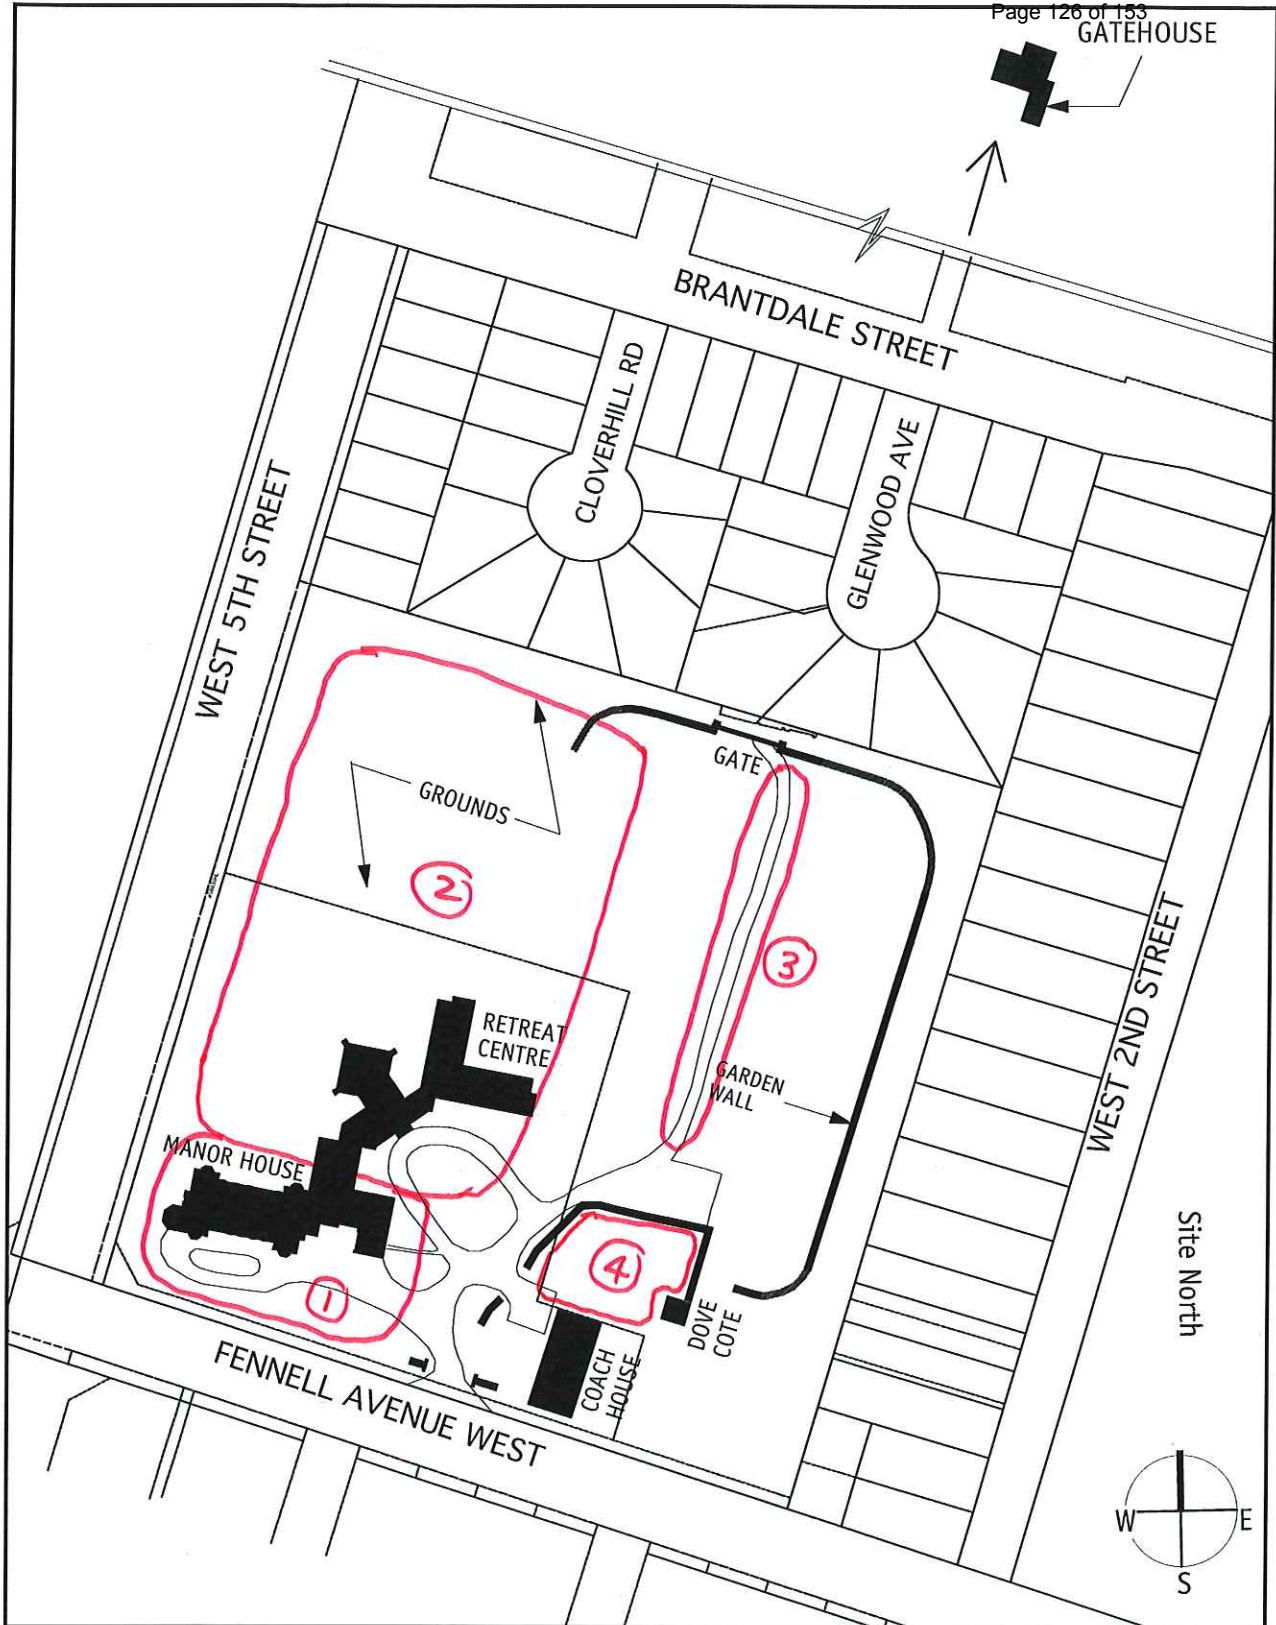 Page 126 of 153
GATEHOUSE
BRANTDALE STREET
CLOVERHILL RD
GLENWOOD AVE
WEST 5TH STREET
GATE
GROUNDS
2
3
RETREAT
CENTRE
GARDEN
WALL
WEST 2ND STREET
MANOR HOUSE
4
1
DOVE
COTE
COACH
HOUSE
FENNELL AVENUE WEST
Site North
W
E
S